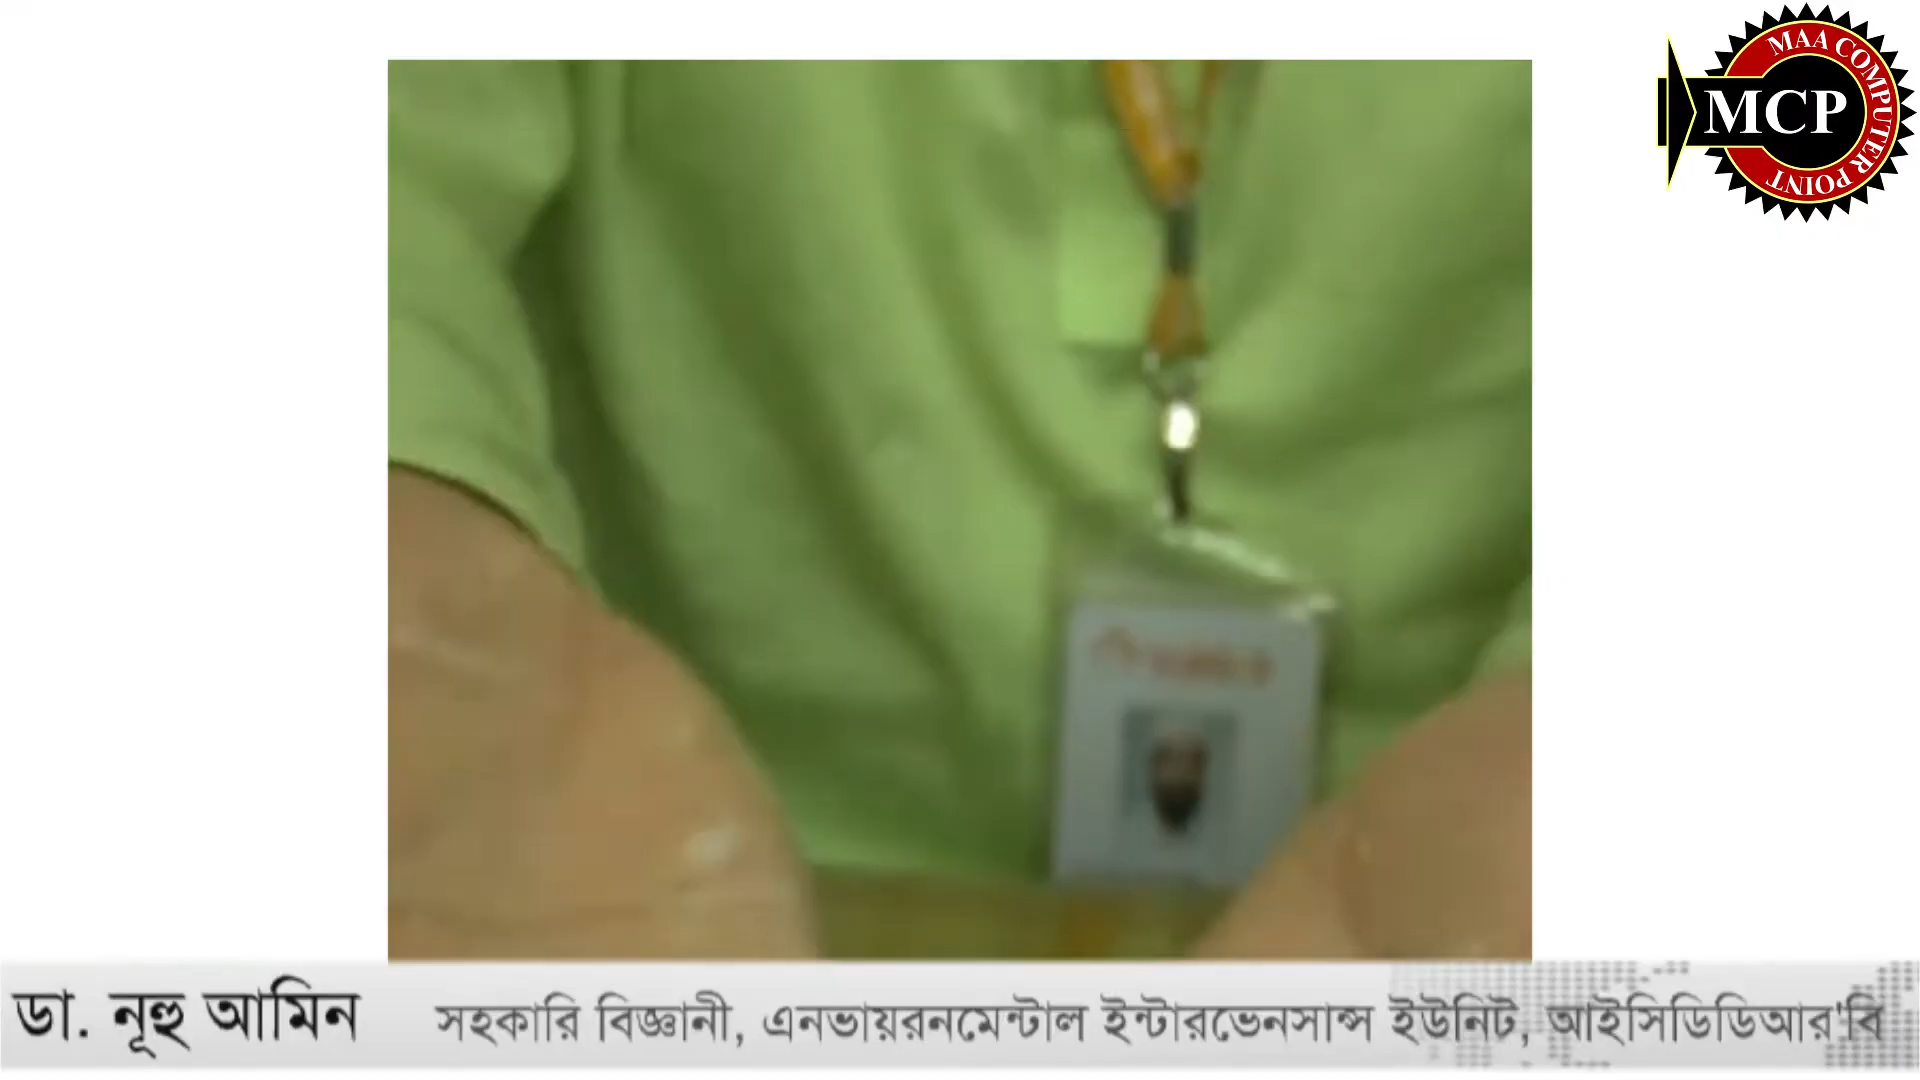 MAA COMPUTER POINT
MCP
ডা. নূহু আমিন সহকারি বিজ্ঞানী, এনভায়রনমেন্টাল ইন্টারভেনসান্স ইউনিট, আইসিডিডিআর'বি